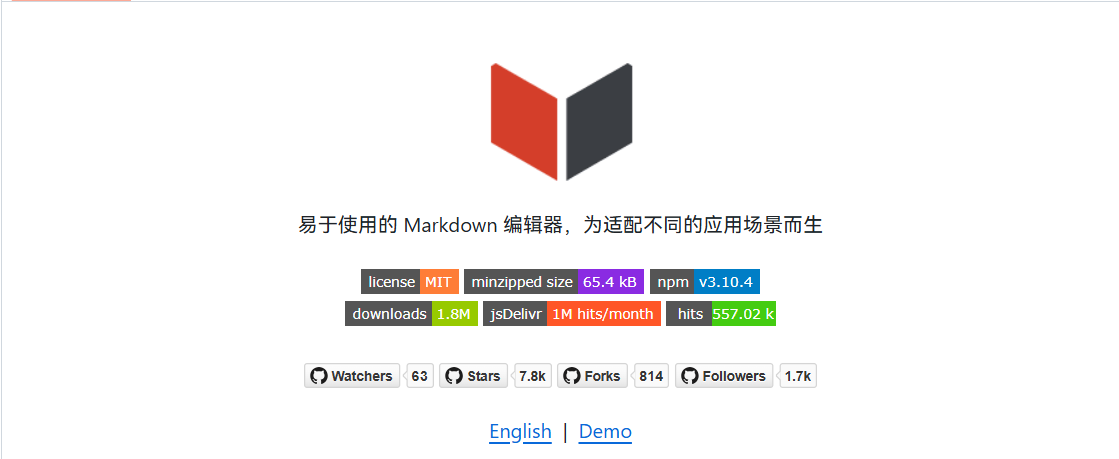 易于使用的 Markdown 编辑器，为适配不同的应用场景而生
license MIT minzipped size 65.4 kB npm v3.10.4
downloads 1.8M jsDelivr 1M hits/month hits 557.02 k
Watchers 63 Stars 7.8k Forks 814 Followers 1.7k
English | Demo